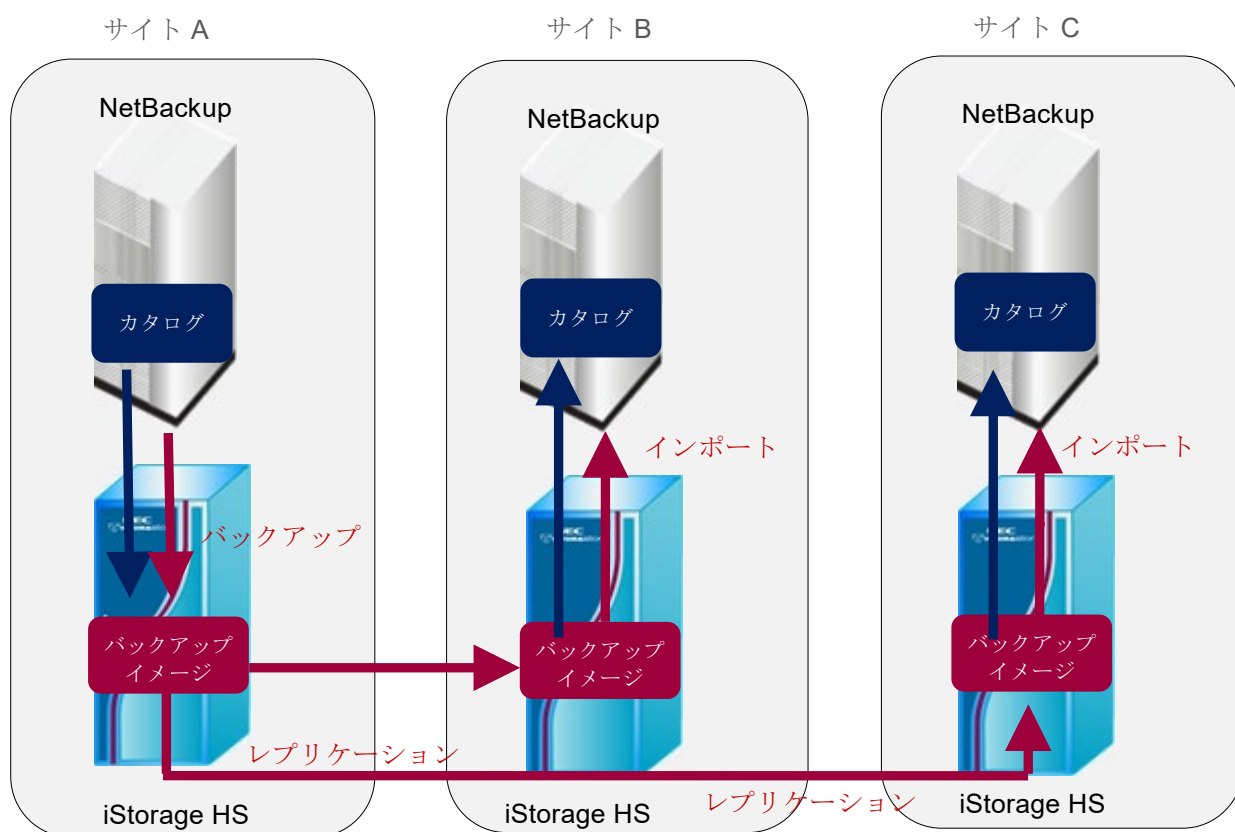 サイト A
サイト B
サイト C
NetBackup
NetBackup
NetBackup
カタログ
カタログ
カタログ
インポート
インポート
バックアップ
バックアップ
イメージ
バックアップ
イメージ
バックアップ
イメージ
レプリケーション
レプリケーション
iStorage HS
iStorage HS
iStorage HS